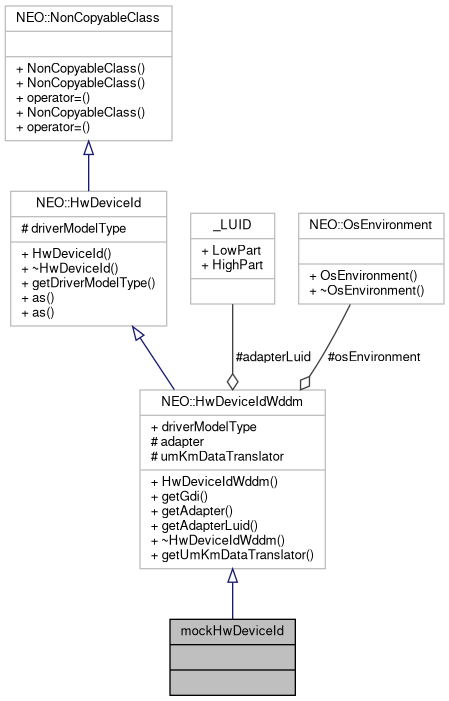 NEO::NonCopyableClass
+ NonCopyableClass()
+ NonCopyableClass()
+ operator=()
+ NonCopyableClass()
+ operator=()
NEO::HwDeviceId
# driverModelType
+ HwDeviceId()
+ ~HwDeviceId()
+ getDriverModelType()
+ as()
+ as()
_LUID
+ LowPart
+ HighPart
NEO::OsEnvironment
+ OsEnvironment()
+ ~OsEnvironment()
#adapterLuid
#osEnvironment
NEO::HwDeviceIdWddm
+ driverModelType
# adapter
# umKmDataTranslator
+ HwDeviceIdWddm()
+ getGdi()
+ getAdapter()
+ getAdapterLuid()
+ ~HwDeviceIdWddm()
+ getUmKmDataTranslator()
mockHwDeviceId